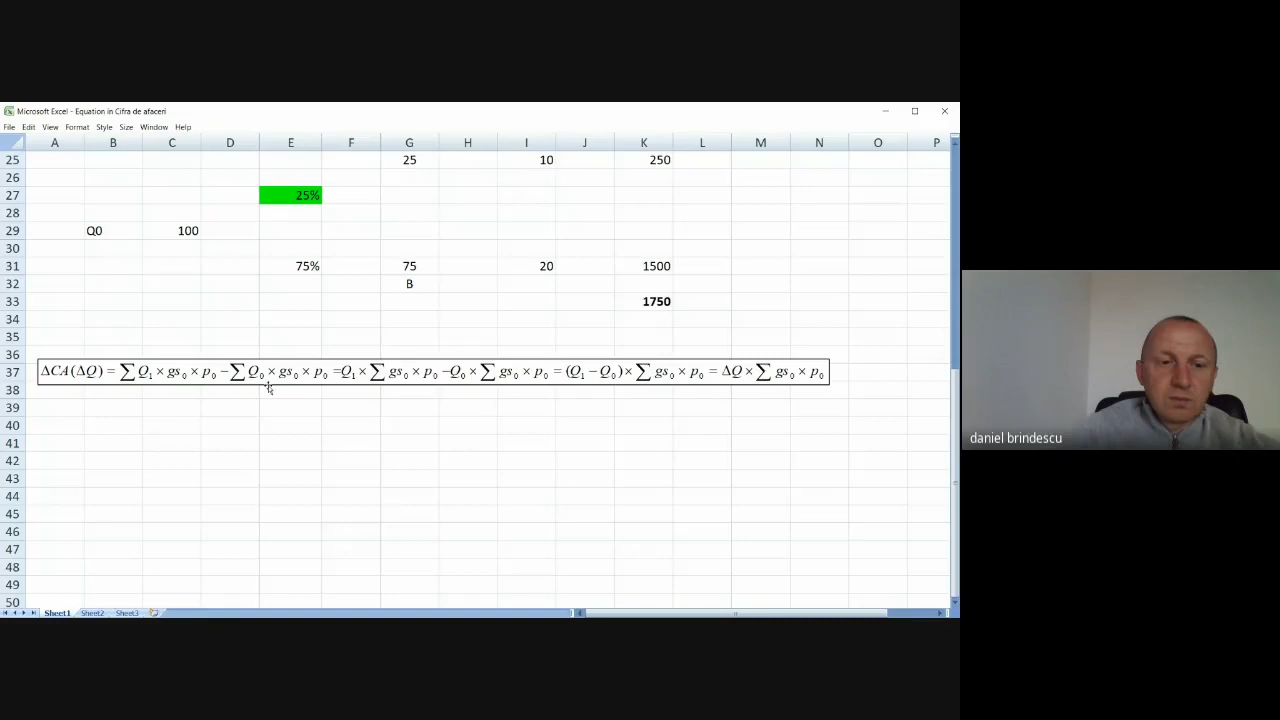 Microsoft Excel - Equation in Cifra de afaceri
File Edit View Format Style Size Window Help
A B C D E F G H I J K L M N O P
25 25 10 250
26
27 25%
28
29 Q0 100
30
31 75% 75 20 1500
32 B
33 1750
34
35
36
37 ΔCA(ΔQ) = ∑ Q₁ × gs₀ × p₀ − ∑ Q₀ × gs₀ × p₀ = Q₁ × ∑ gs₀ × p₀ − Q₀ × ∑ gs₀ × p₀ = (Q₁ − Q₀) × ∑ gs₀ × p₀ = ΔQ × ∑ gs₀ × p₀
38
39
40
41
42
43
44
45
46
47
48
49
50
Sheet1 Sheet2 Sheet3
daniel brindescu